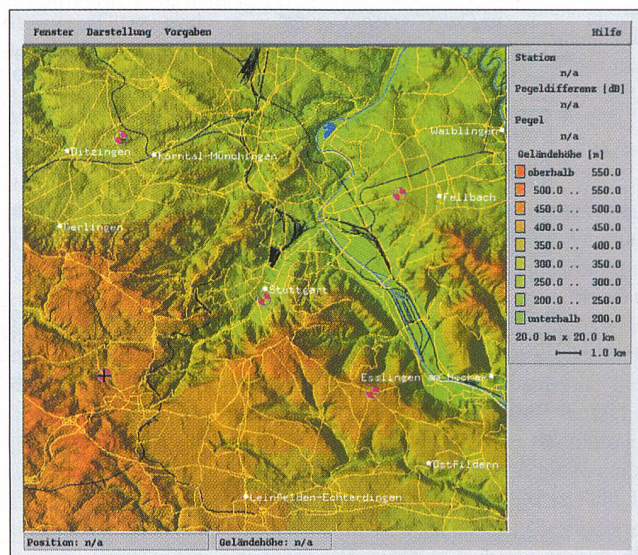 Fenster Darstellung Vorgaben Hilfe
Station
n/a
Pegeldifferenz [dB]
n/a
Pegel
n/a
Geländehöhe [m]
oberhalb 550.0
500.0 .. 550.0
450.0 .. 500.0
400.0 .. 450.0
350.0 .. 400.0
300.0 .. 350.0
250.0 .. 300.0
200.0 .. 250.0
unterhalb 200.0
20.0 km x 20.0 km
1.0 km
Waiblingen
Ditzingen
Korntal-Münchingen
Fellbach
Gerlingen
Stuttgart
Esslingen am Neckar
Ostfildern
Leinfelden-Echterdingen
Position: n/a Geländehöhe: n/a